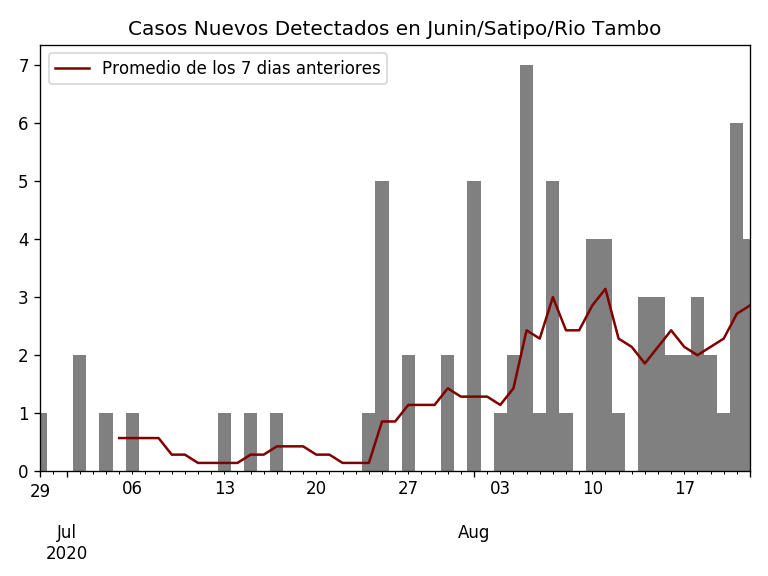 Casos Nuevos Detectados en Junin/Satipo/Rio Tambo
Promedio de los 7 dias anteriores
7
6
5
4
3
2
1
0
29 06 13 20 27 03 10 17
Jul Aug
2020